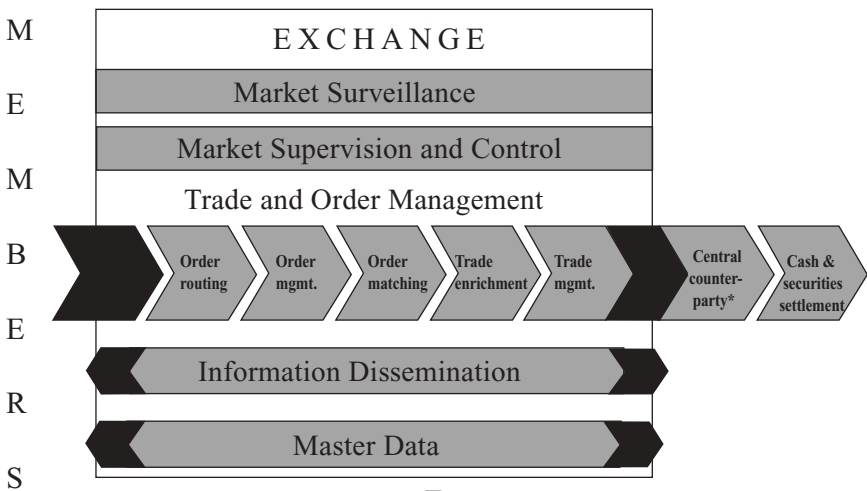 M
E
M
B
E
R
S
EXCHANGE
Market Surveillance
Market Supervision and Control
Trade and Order Management
Order
routing
Order
mgmt.
Order
matching
Trade
enrichment
Trade
mgmt.
Central
counter-
party*
Cash &
securities
settlement
Information Dissemination
Master Data